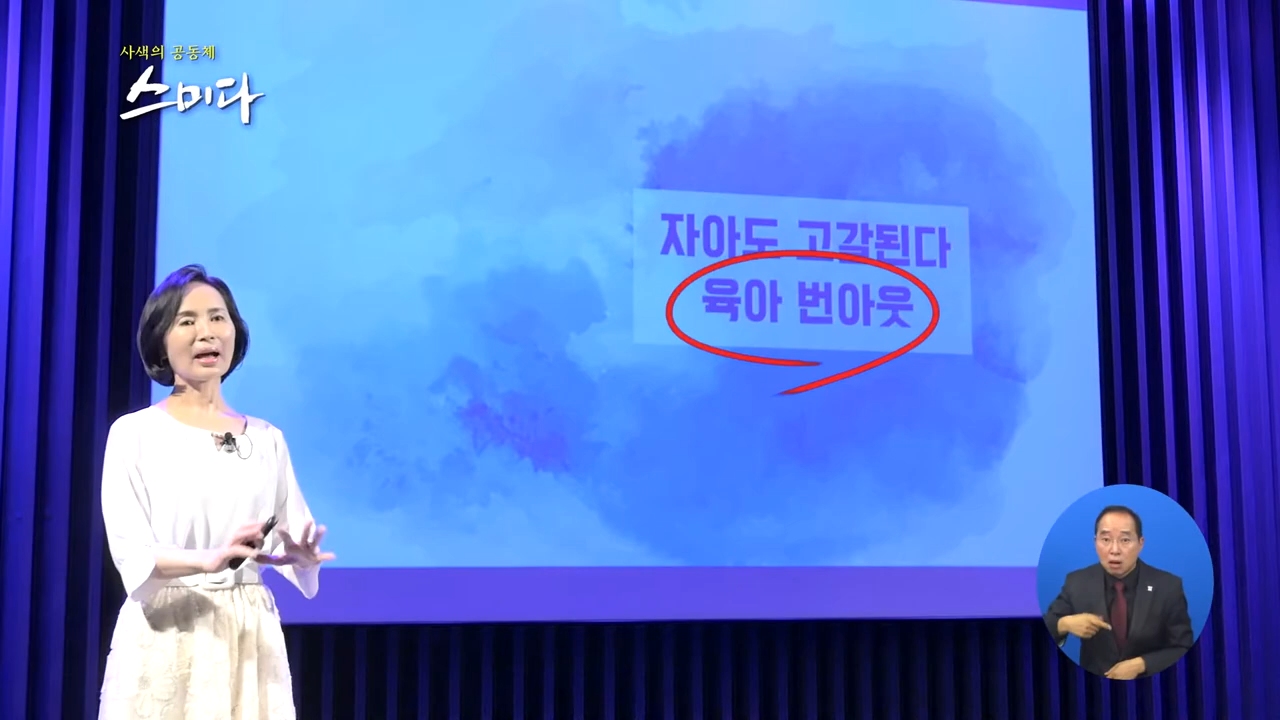 사색의 공동체
스미다
자아도 고갈된다
육아 번아웃